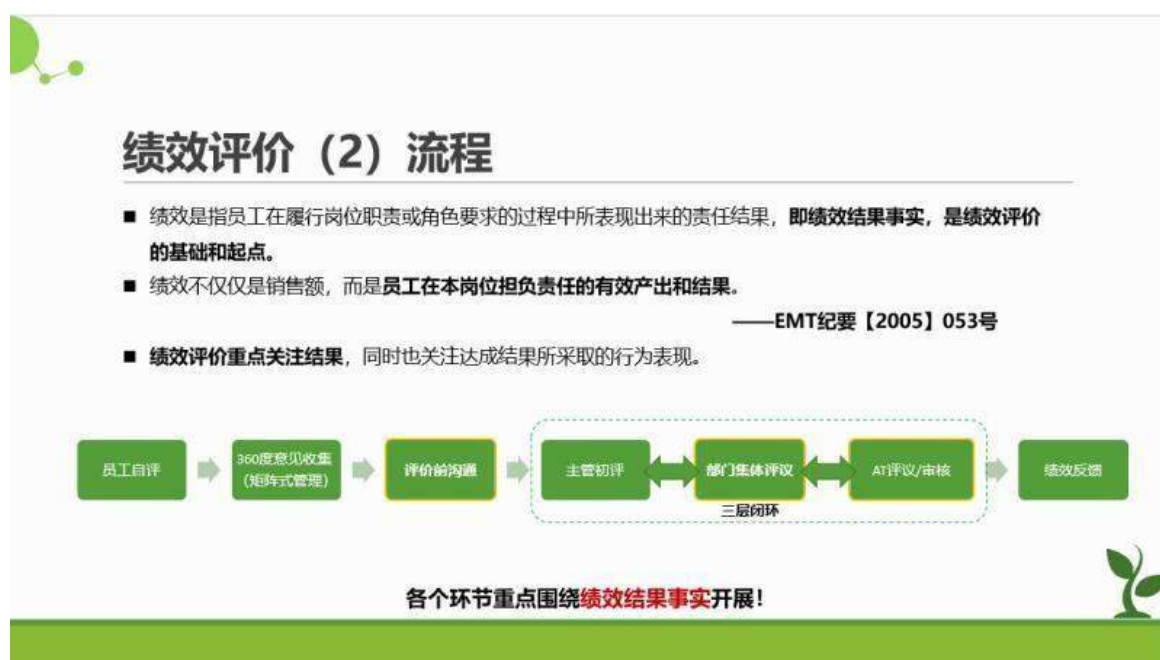 绩效评价（2）流程
■ 绩效是指员工在履行岗位职责或角色要求的过程中所表现出来的责任结果，即绩效结果事实，是绩效评价
的基础和起点。
■ 绩效不仅仅是销售额，而是员工在本岗位担负责任的有效产出和结果。
——EMT纪要【2005】053号
■ 绩效评价重点关注结果，同时也关注达成结果所采取的行为表现。
员工自评
360度意见收集
（矩阵式管理）
评价前沟通
主管初评
部门集体评议
AT评议/审核
绩效反馈
三层闭环
各个环节重点围绕绩效结果事实开展！